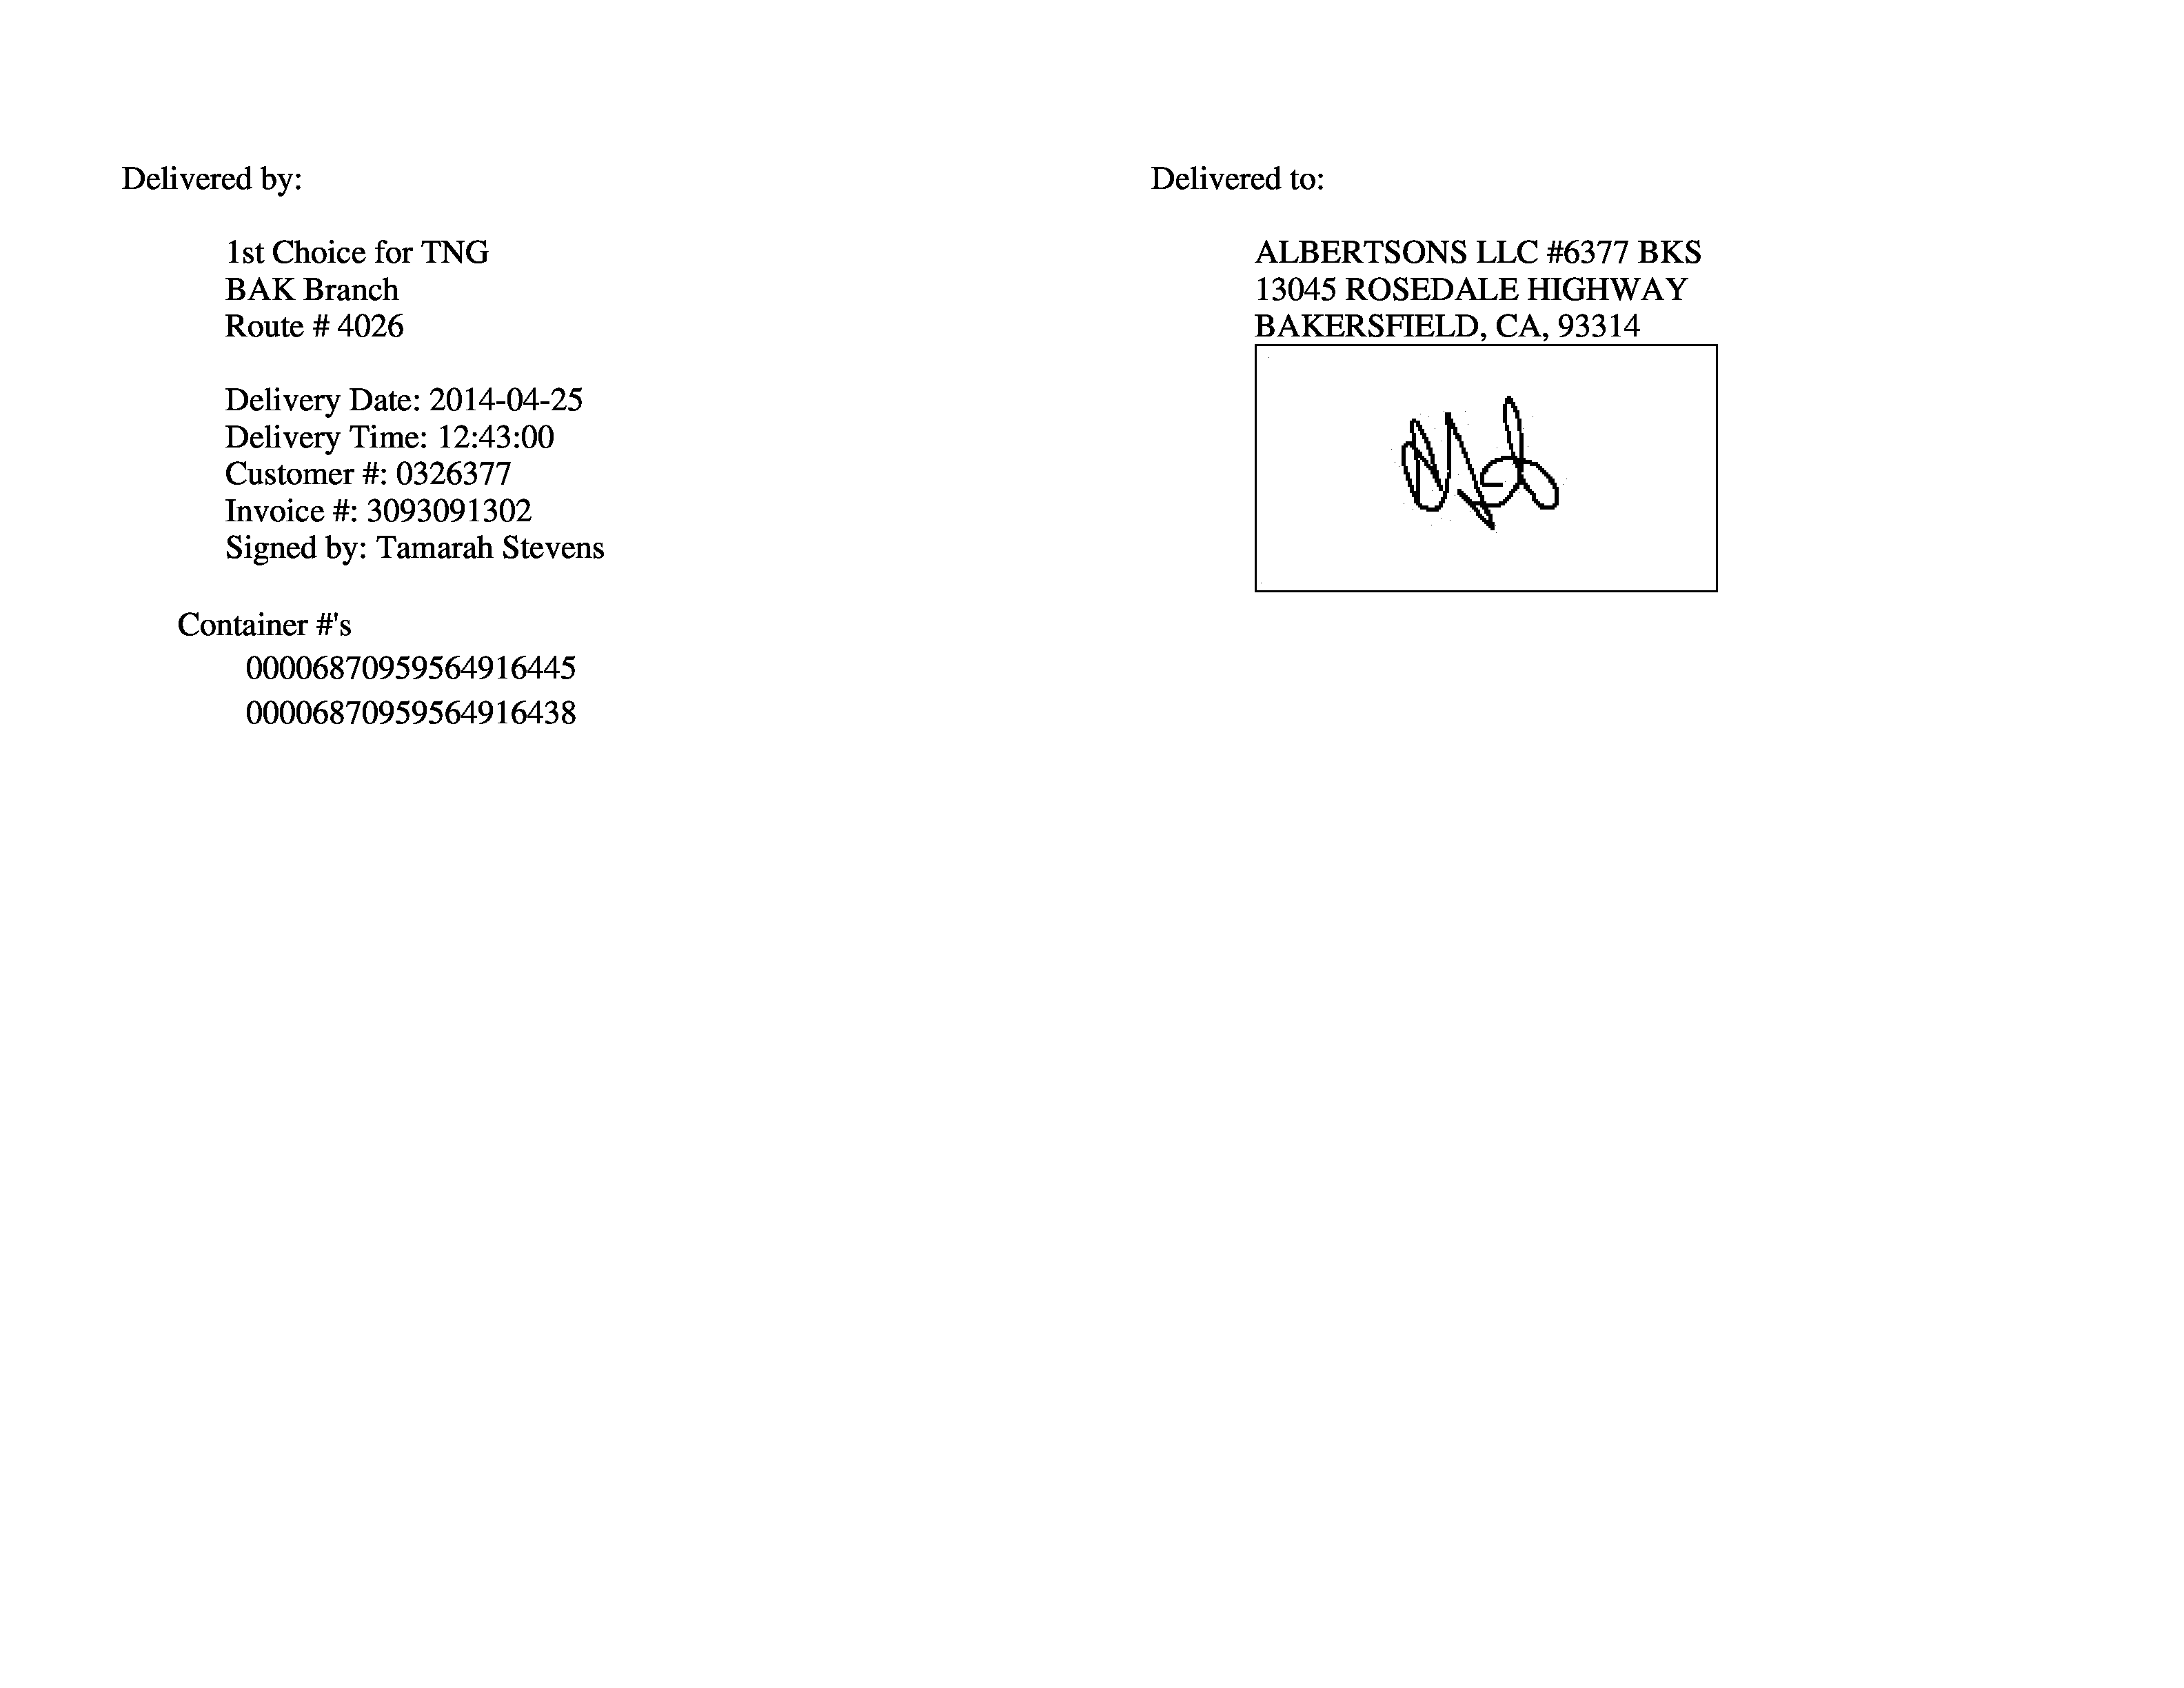 Delivered by:
1st Choice for TNG
BAK Branch
Route # 4026
Delivery Date: 2014-04-25
Delivery Time: 12:43:00
Customer #: 0326377
Invoice #: 3093091302
Signed by: Tamarah Stevens
Container #'s
00006870959564916445
00006870959564916438
Delivered to:
ALBERTSONS LLC #6377 BKS
13045 ROSEDALE HIGHWAY
BAKERSFIELD, CA, 93314